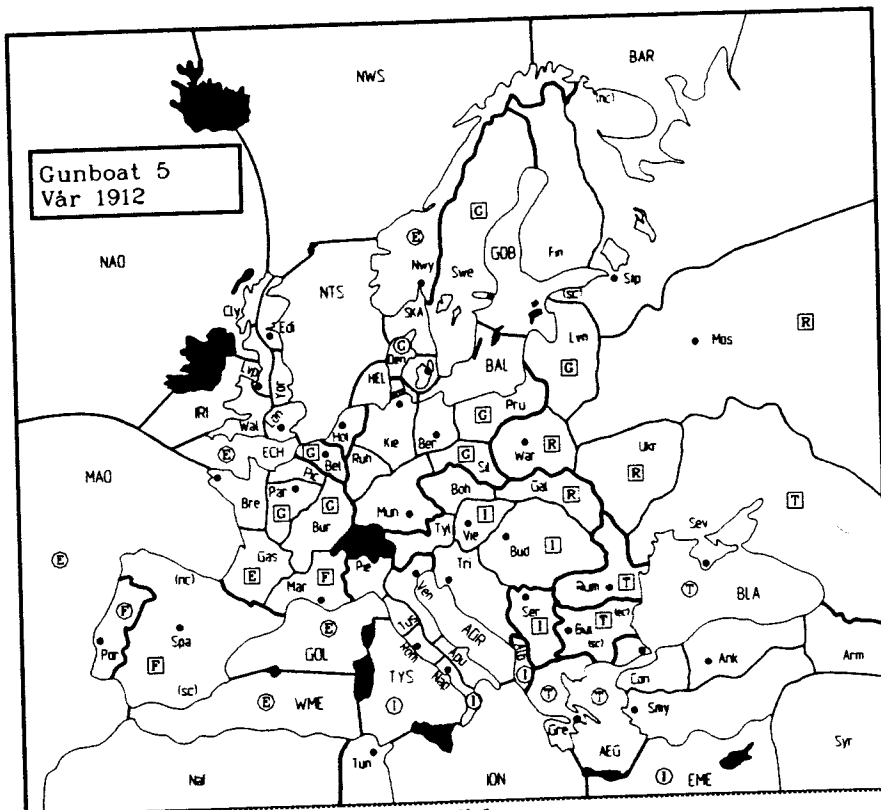 BAR
NWS
(nc)
Gunboat 5
Vår 1912
G
E
GOB
Fin
NAO
Nwy
Swe
Stp
NTS
(sc)
R
Cly
SKA
Mos
Edi
Lvn
G
Den
BAL
G
Lvp
HEL
Yor
Pru
IRI
Lon
Hol
Kie
Ber
G
War
R
Ukr
Wal
E
ECH
G
Bel
Ruh
G
Sil
R
MAO
Pic
Boh
Gal
R
T
Par
Bre
G
G
Bur
Mun
I
Sev
Tyl
Vie
Bud
I
E
Gas
Tri
(nc)
E
F
Pie
T
Mar
Ven
Rum
T
BLA
F
Ser
(ec)
Spa
E
Tus
ADR
I
Bul
T
Por
GOL
Rom
(sc)
Ank
Arm
F
Apu
Alb
Con
TYS
(sc)
Nap
I
T
T
E
WME
I
I
Smy
Gre
Syr
AEG
Tun
Naf
ION
I
EME